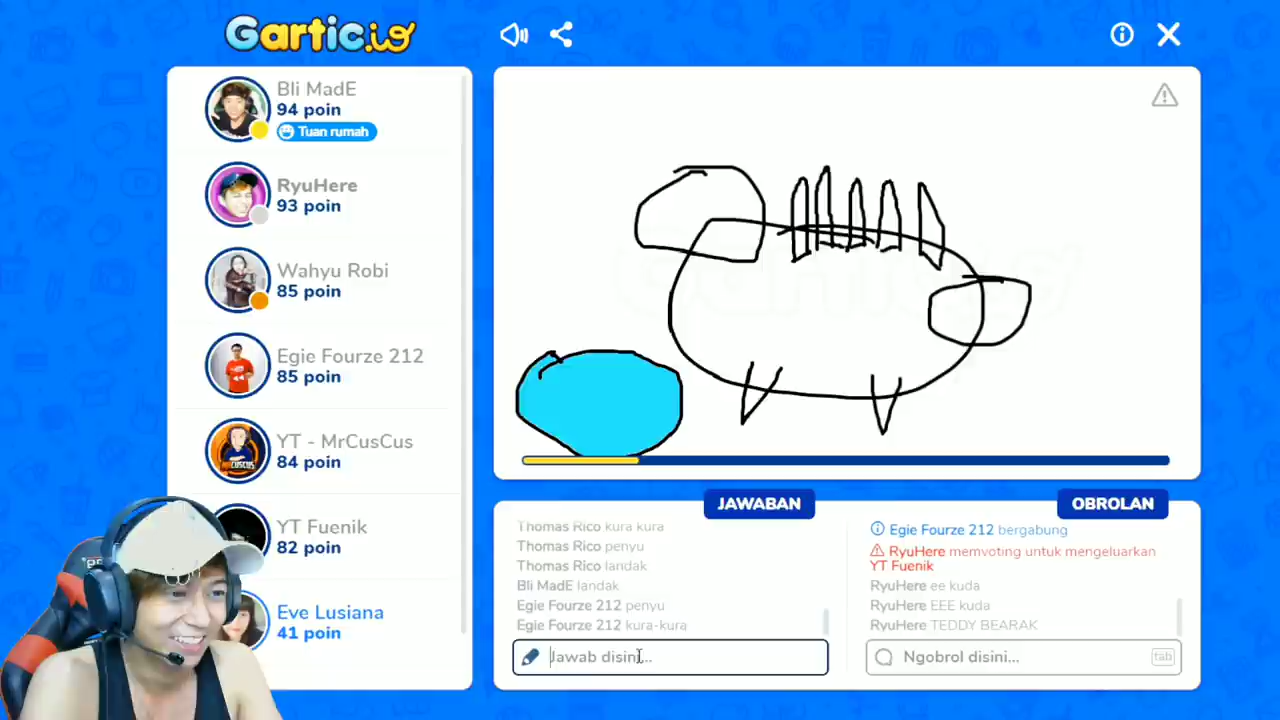 Gartic.io
Bli MadE
94 poin
Tuan rumah
RyuHere
93 poin
Wahyu Robi
85 poin
Egie Fourze 212
85 poin
YT - MrCusCus
84 poin
YT Fuenik
82 poin
Eve Lusiana
41 poin
JAWABAN
Thomas Rico kura kura
Thomas Rico penyu
Thomas Rico landak
Bli MadE landak
Egie Fourze 212 penyu
Egie Fourze 212 kura-kura
Jawab disini...
OBROLAN
Egie Fourze 212 bergabung
RyuHere memvoting untuk mengeluarkan
YT Fuenik
RyuHere ee kuda
RyuHere EEE kuda
RyuHere TEDDY BEARAK
Ngobrol disini...
tab